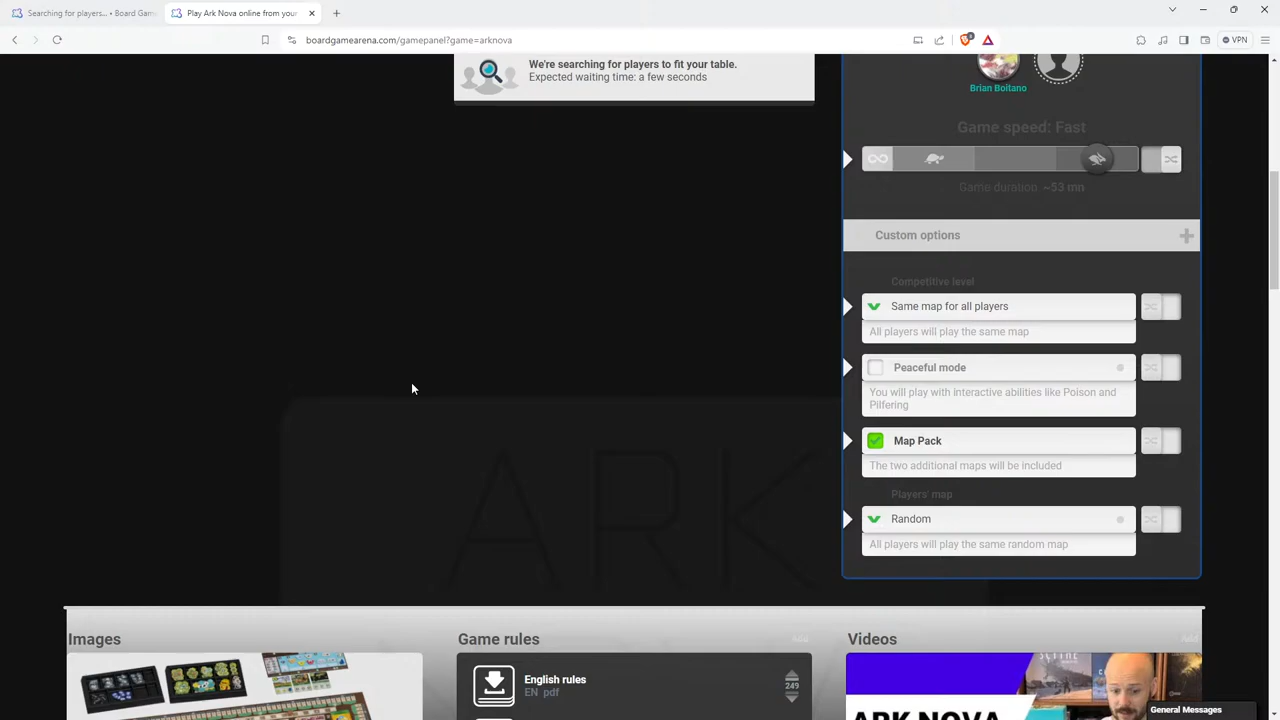 Searching for players... • Board Gam
Play Ark Nova online from your
boardgamearena.com/gamepanel?game=arknova
VPN
We're searching for players to fit your table.
Expected waiting time: a few seconds
Brian Boitano
Game speed: Fast
Game duration ~53 mn
Custom options
Competitive level
Same map for all players
All players will play the same map
Peaceful mode
You will play with interactive abilities like Poison and
Pilfering
Map Pack
The two additional maps will be included
Players' map
Random
All players will play the same random map
ARK
Images
Game rules
Add
Videos
Add
English rules
EN pdf
249
SCYTHE
ARK NOVA
General Messages